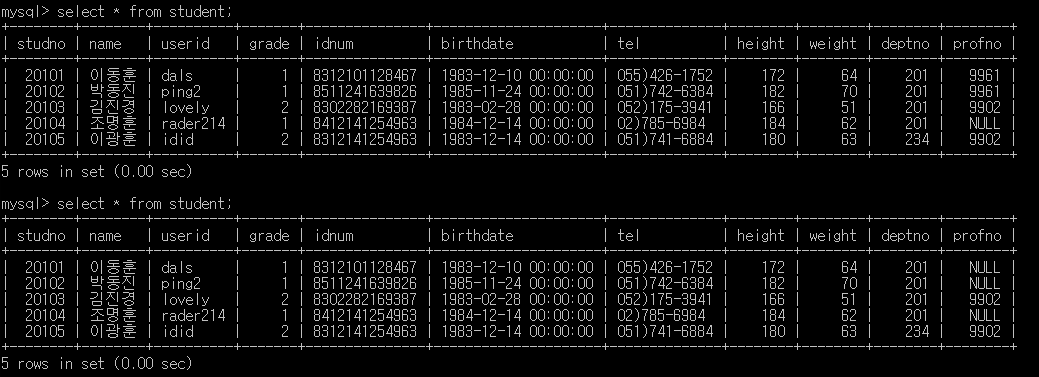 mysql> select * from student;
| studno | name | userid | grade | idnum | birthdate | tel | height | weight | deptno | profno |
| 20101 | 이동훈 | dals | 1 | 8312101128467 | 1983-12-10 00:00:00 | 055)426-1752 | 172 | 64 | 201 | 9961 |
| 20102 | 박동진 | ping2 | 1 | 8511241639826 | 1985-11-24 00:00:00 | 051)742-6384 | 182 | 70 | 201 | 9961 |
| 20103 | 김진경 | lovely | 2 | 8302282169387 | 1983-02-28 00:00:00 | 052)175-3941 | 166 | 51 | 201 | 9902 |
| 20104 | 조명훈 | rader214 | 1 | 8412141254963 | 1984-12-14 00:00:00 | 02)785-6984 | 184 | 62 | 201 | NULL |
| 20105 | 이광훈 | idid | 2 | 8312141254963 | 1983-12-14 00:00:00 | 051)741-6884 | 180 | 63 | 234 | 9902 |
5 rows in set (0.00 sec)
mysql> select * from student;
| studno | name | userid | grade | idnum | birthdate | tel | height | weight | deptno | profno |
| 20101 | 이동훈 | dals | 1 | 8312101128467 | 1983-12-10 00:00:00 | 055)426-1752 | 172 | 64 | 201 | NULL |
| 20102 | 박동진 | ping2 | 1 | 8511241639826 | 1985-11-24 00:00:00 | 051)742-6384 | 182 | 70 | 201 | NULL |
| 20103 | 김진경 | lovely | 2 | 8302282169387 | 1983-02-28 00:00:00 | 052)175-3941 | 166 | 51 | 201 | 9902 |
| 20104 | 조명훈 | rader214 | 1 | 8412141254963 | 1984-12-14 00:00:00 | 02)785-6984 | 184 | 62 | 201 | NULL |
| 20105 | 이광훈 | idid | 2 | 8312141254963 | 1983-12-14 00:00:00 | 051)741-6884 | 180 | 63 | 234 | 9902 |
5 rows in set (0.00 sec)